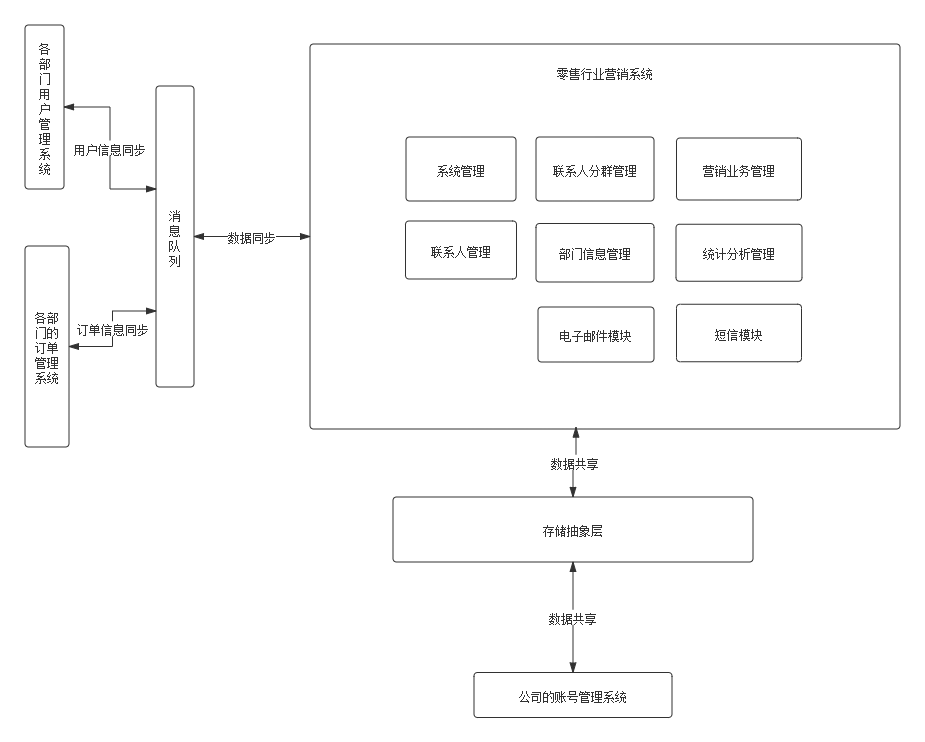 各
部
门
用
户
管
理
系
统
用户信息同步
各部
门的
订单
管理
系统
订单信息同步
消
息
队
列
数据同步
零售行业营销系统
系统管理
联系人分群管理
营销业务管理
联系人管理
部门信息管理
统计分析管理
电子邮件模块
短信模块
数据共享
存储抽象层
数据共享
公司的账号管理系统